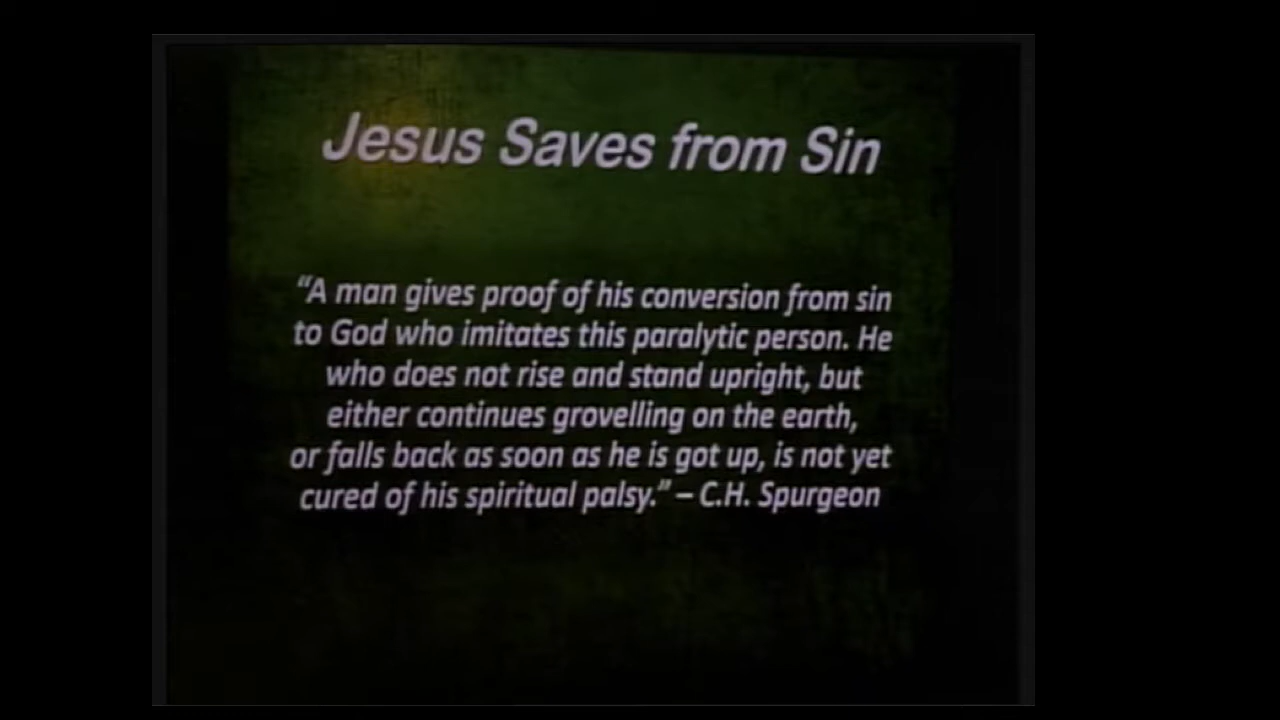 Jesus Saves from Sin
“A man gives proof of his conversion from sin
to God who imitates this paralytic person. He
who does not rise and stand upright, but
either continues grovelling on the earth,
or falls back as soon as he is got up, is not yet
cured of his spiritual palsy.” – C.H. Spurgeon